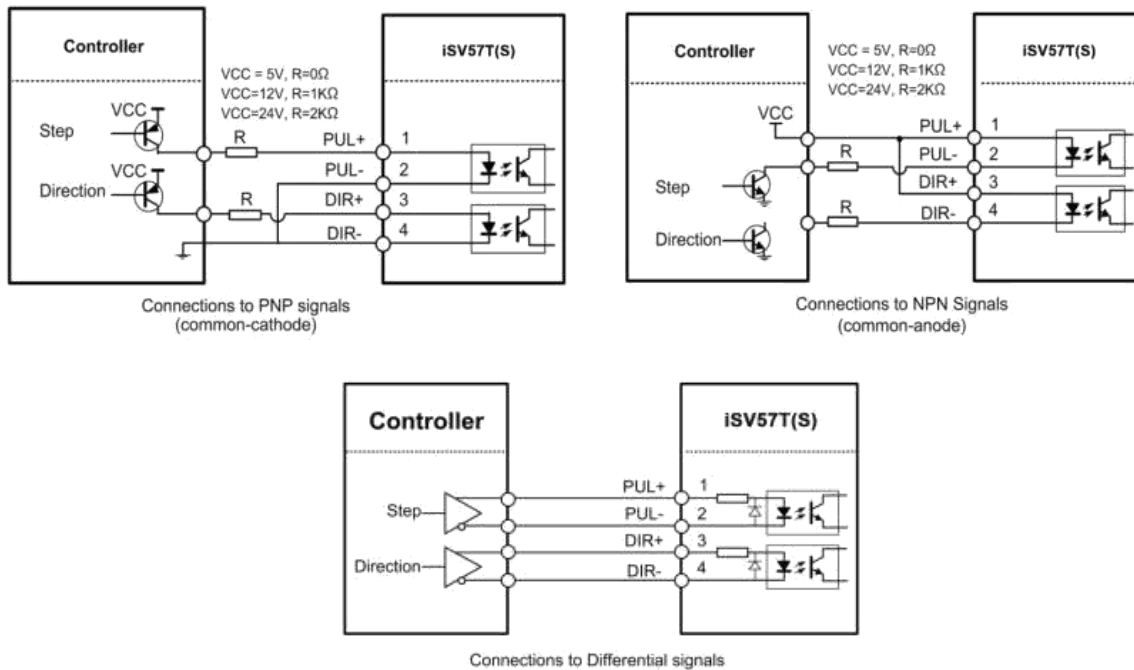 Controller
iSV57T(S)
VCC = 5V, R=0Ω
VCC=12V, R=1KΩ
VCC=24V, R=2KΩ
VCC
Step
R
PUL+
1
VCC
PUL-
2
Direction
R
DIR+
3
DIR-
4
Connections to PNP signals
(common-cathode)
Controller
iSV57T(S)
VCC = 5V, R=0Ω
VCC=12V, R=1KΩ
VCC=24V, R=2KΩ
VCC
PUL+
1
R
PUL-
2
Step
DIR+
3
R
DIR-
4
Direction
Connections to NPN Signals
(common-anode)
Controller
iSV57T(S)
PUL+
1
Step
PUL-
2
DIR+
3
Direction
DIR-
4
Connections to Differential signals